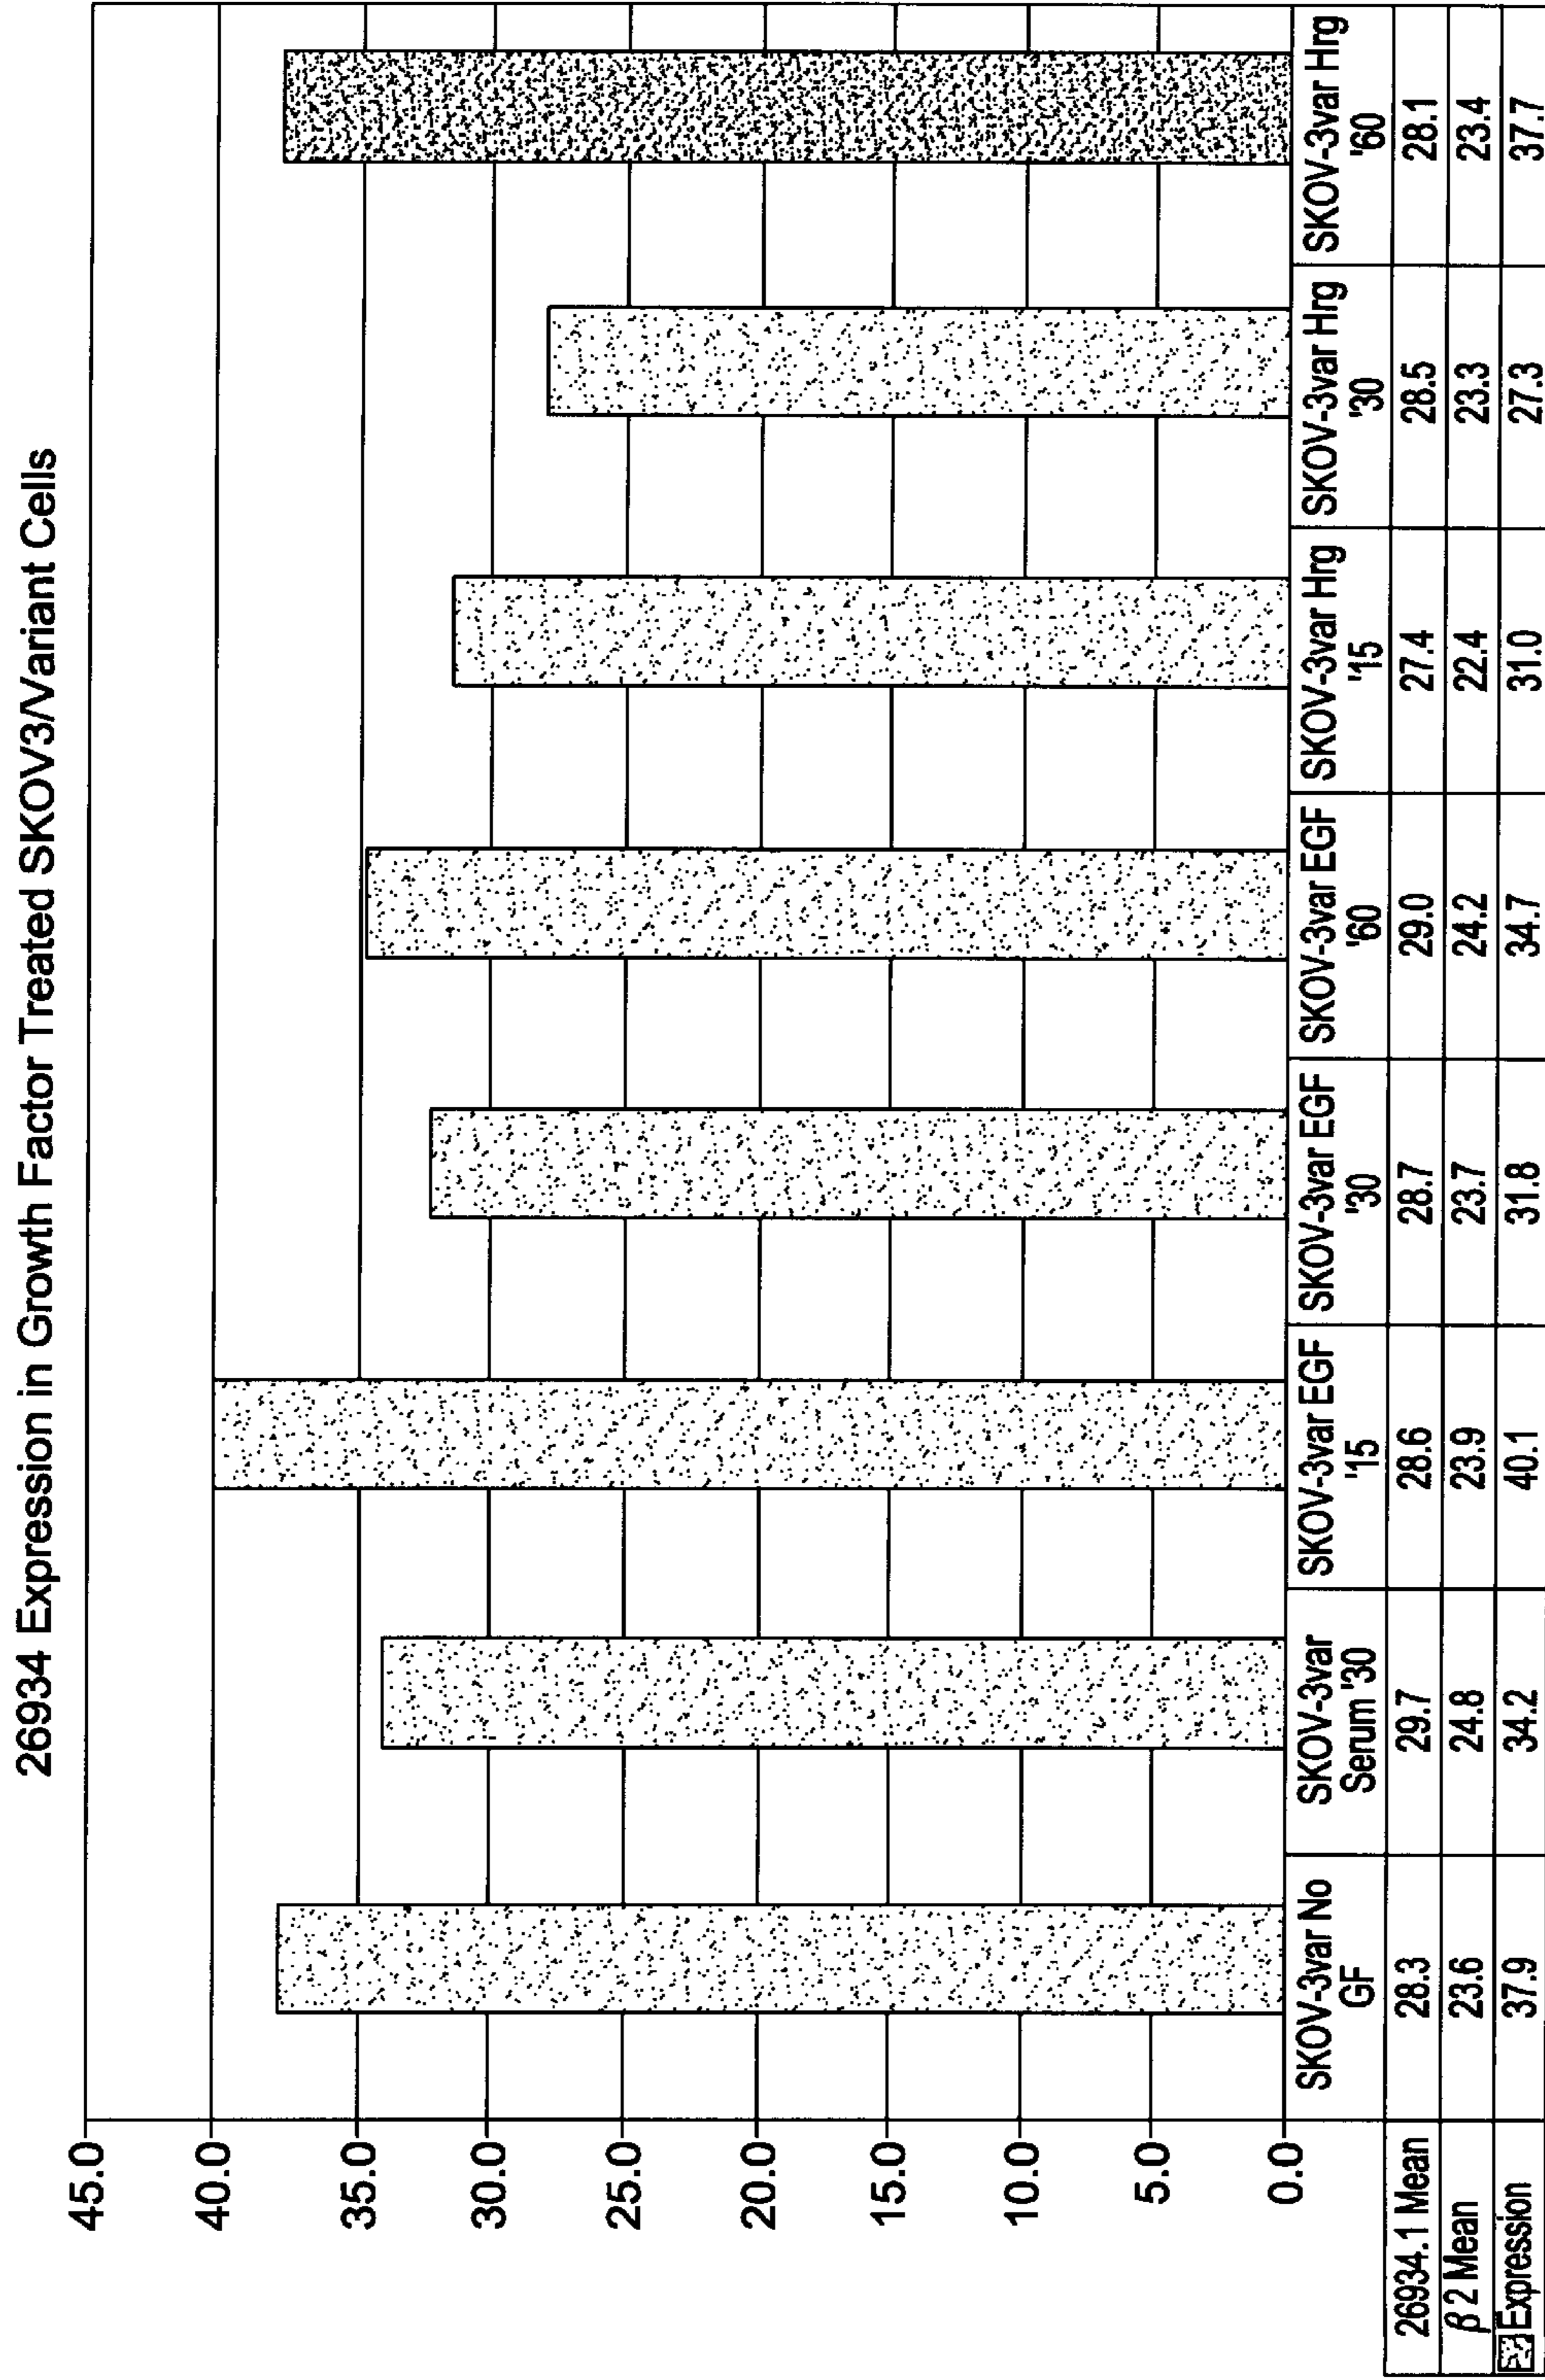 26934 Expression in Growth Factor Treated SKOV3/Variant Cells
45.0
40.0
35.0
30.0
25.0
20.0
15.0
10.0
5.0
0.0
SKOV-3var No GF SKOV-3var Serum '30 SKOV-3var EGF '15 SKOV-3var EGF '30 SKOV-3var EGF '60 SKOV-3var Hrg '15 SKOV-3var Hrg '30 SKOV-3var Hrg '60
26934.1 Mean 28.3 29.7 28.6 28.7 29.0 27.4 28.5 28.1
β 2 Mean 23.6 24.8 23.9 23.7 24.2 22.4 23.3 23.4
Expression 37.9 34.2 40.1 31.8 34.7 31.0 27.3 37.7